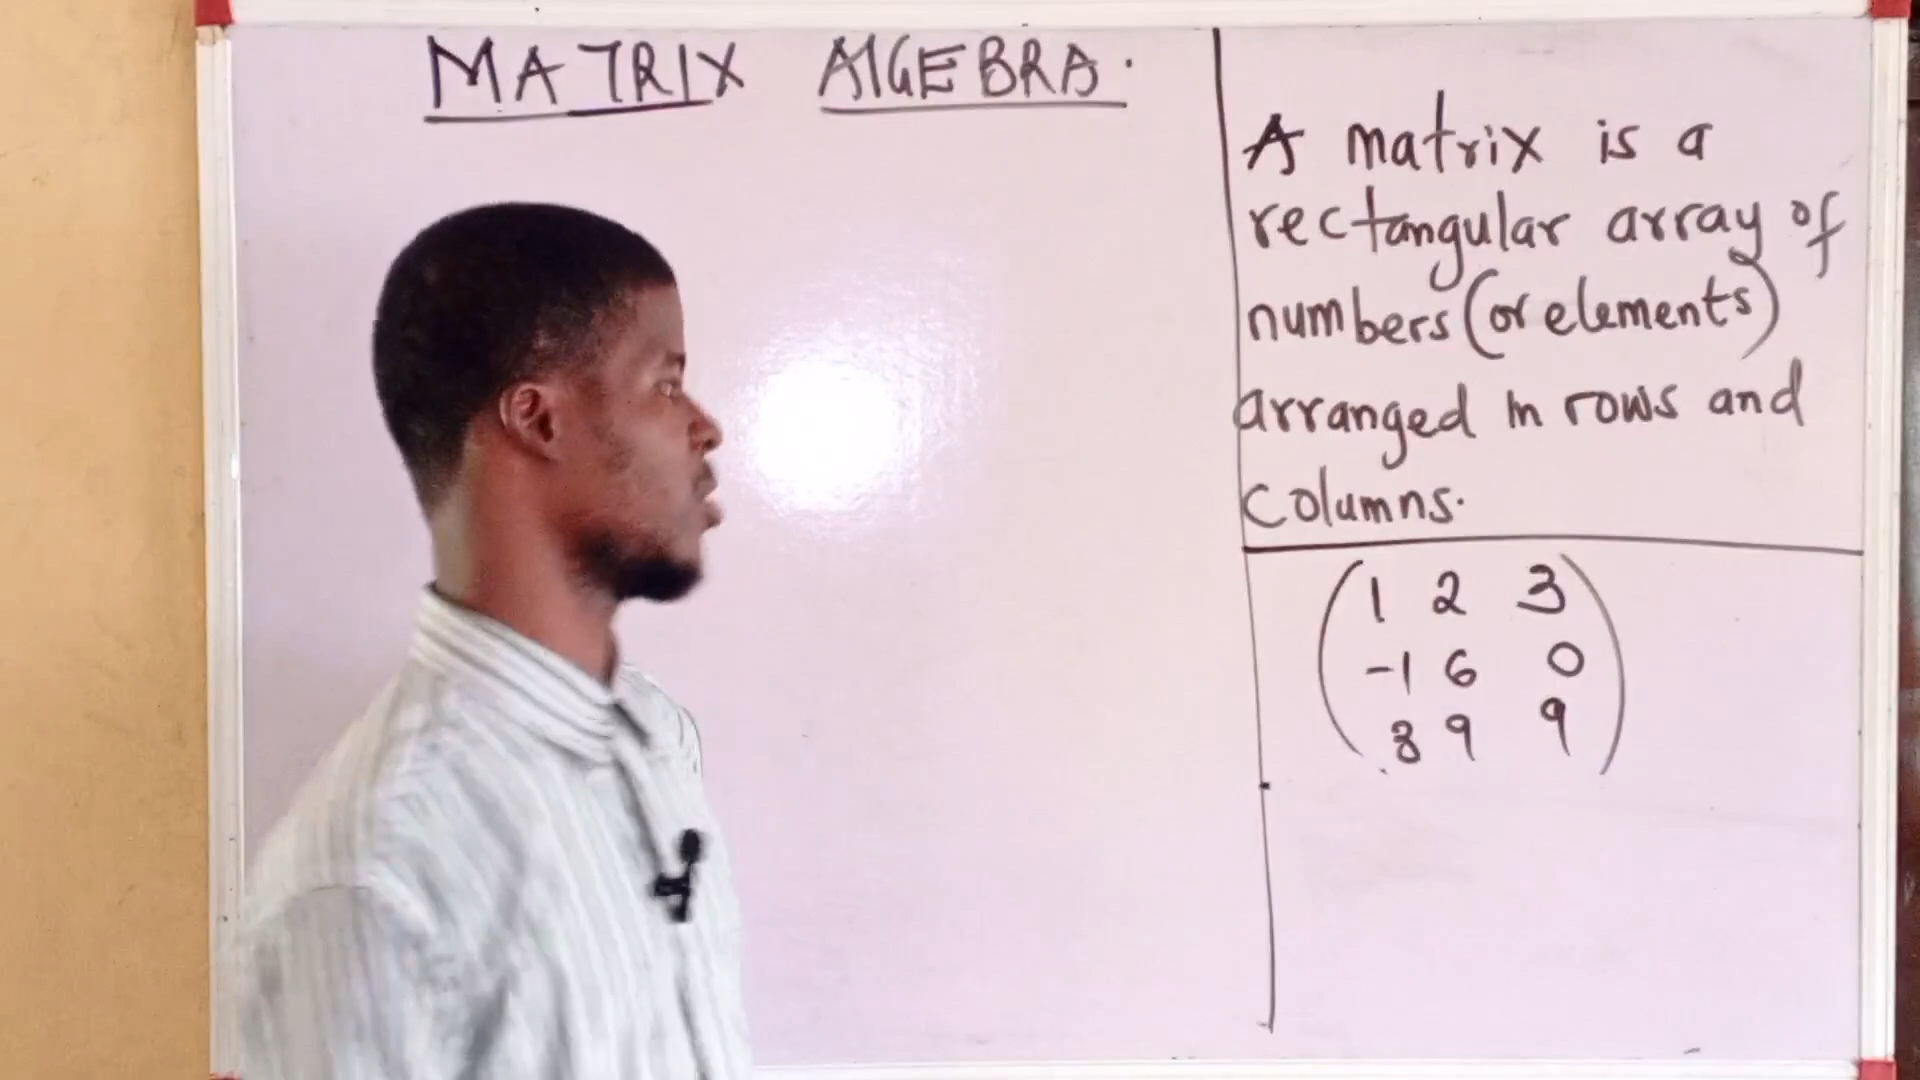 MATRIX ALGEBRA.
A matrix is a
rectangular array of
numbers (or elements)
arranged in rows and
columns.
1 2 3
-1 6 0
8 9 9